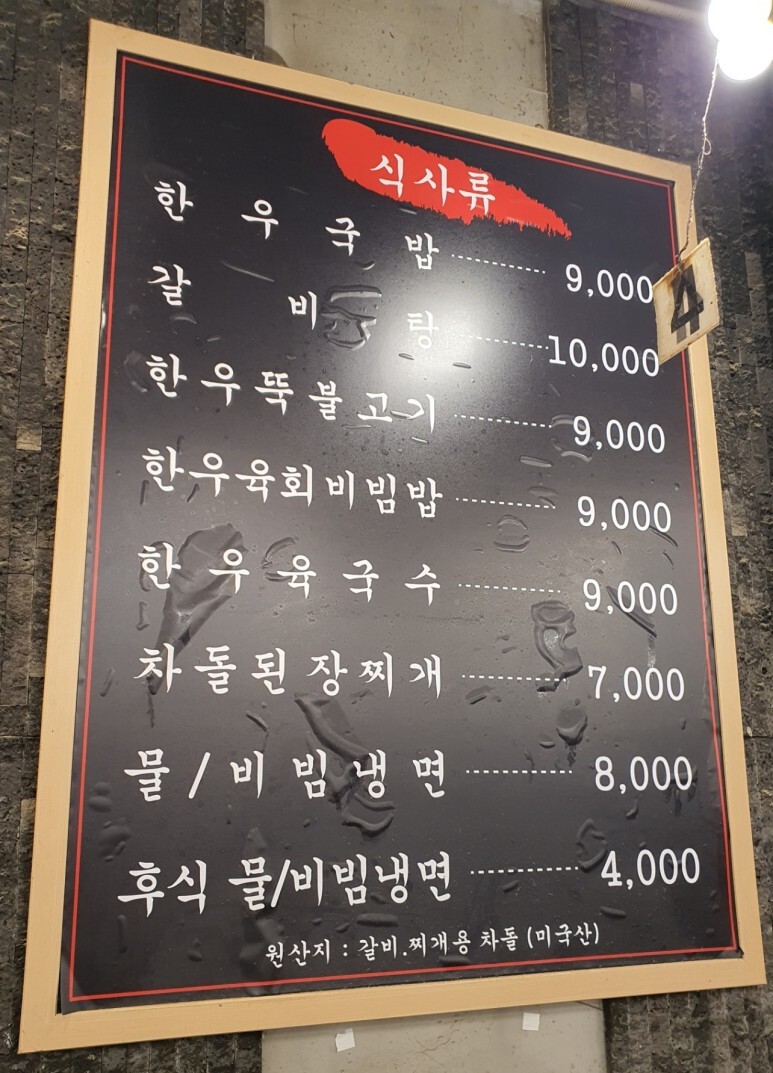 식사류
한우국밥 ---------- 9,000
갈비탕 ---------- 10,000
한우뚝불고기 ---------- 9,000
한우육회비빔밥 ---------- 9,000
한우육국수 ---------- 9,000
차돌된장찌개 ---------- 7,000
물/비빔냉면 ---------- 8,000
후식 물/비빔냉면 ---------- 4,000
원산지 : 갈비.찌개용 차돌 (미국산)
4